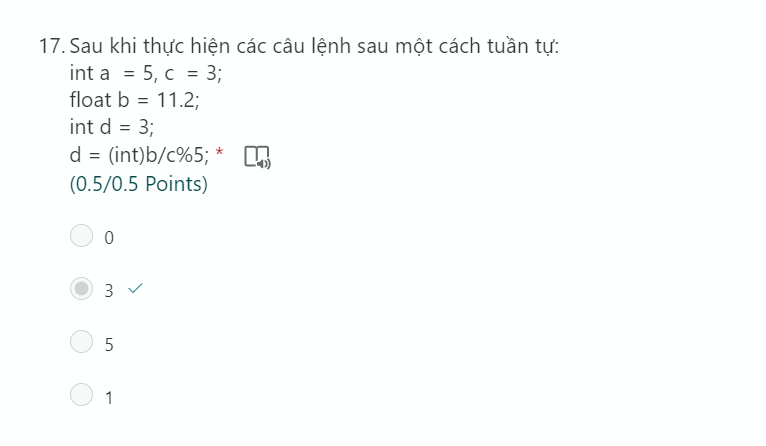 17. Sau khi thực hiện các câu lệnh sau một cách tuần tự:
int a = 5, c = 3;
float b = 11.2;
int d = 3;
d = (int)b/c%5; *
(0.5/0.5 Points)
0
3
5
1